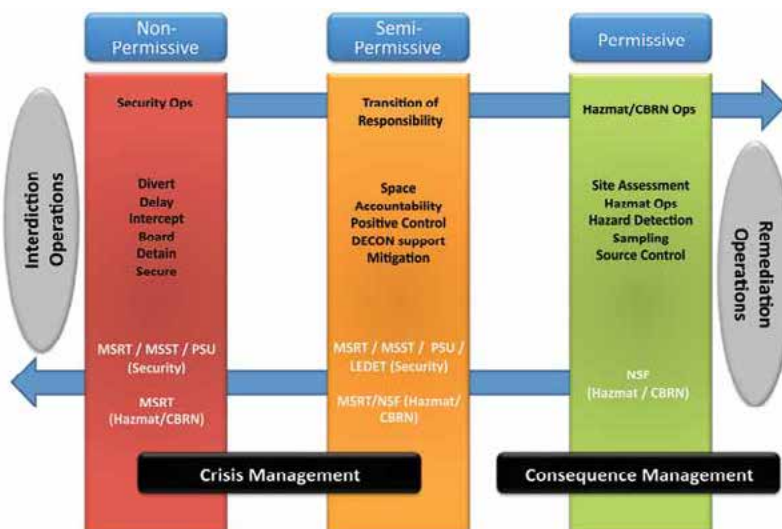 Non-
Permissive
Semi-
Permissive
Permissive
Interdiction
Operations
Security Ops
Divert
Delay
Intercept
Board
Detain
Secure
MSRT / MSST / PSU
(Security)
MSRT
(Hazmat/CBRN)
Transition of
Responsibility
Space
Accountability
Positive Control
DECON support
Mitigation
MSRT / MSST / PSU /
LEDET (Security)
MSRT/NSF (Hazmat/
CBRN)
Hazmat/CBRN Ops
Site Assessment
Hazmat Ops
Hazard Detection
Sampling
Source Control
NSF
(Hazmat / CBRN)
Remediation
Operations
Crisis Management
Consequence Management